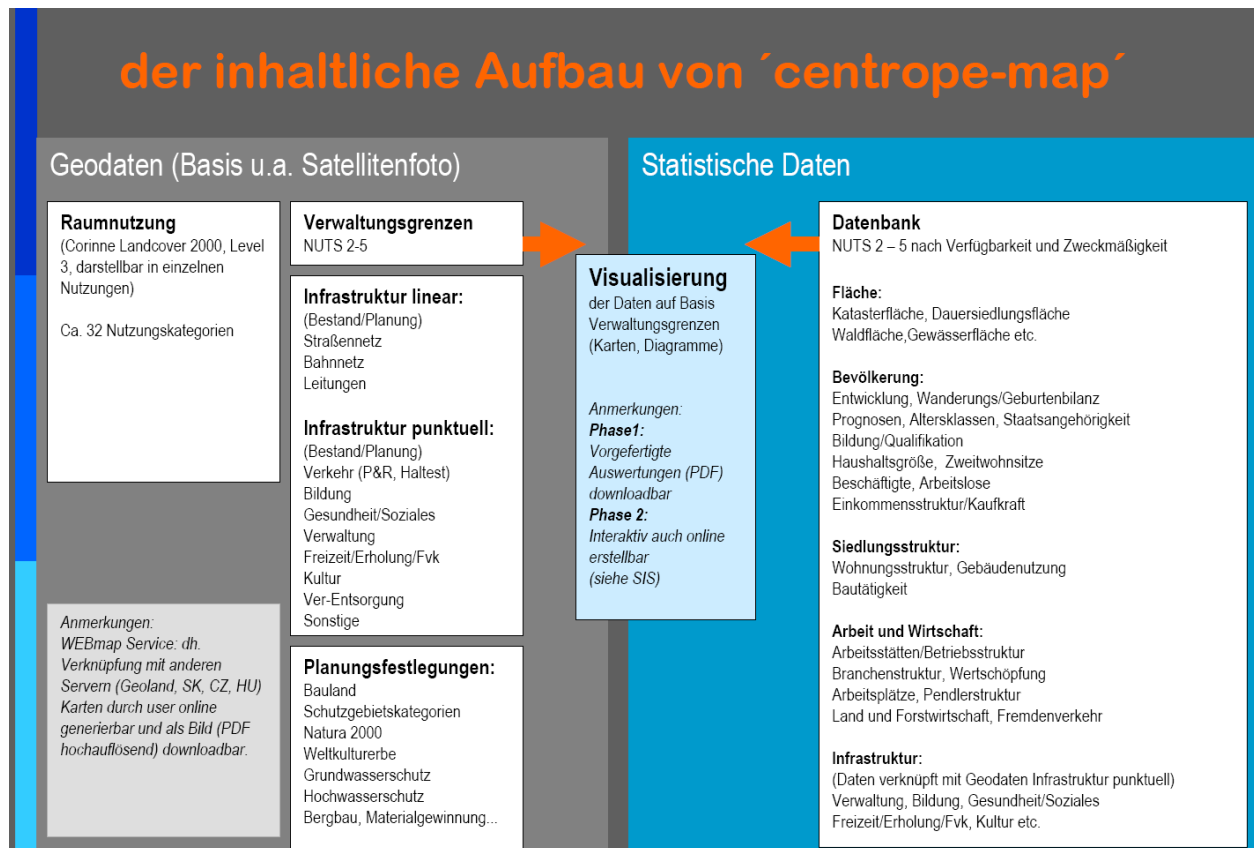 der inhaltliche Aufbau von ´centrope-map´
Geodaten (Basis u.a. Satellitenfoto)
Raumnutzung
(Corinne Landcover 2000, Level
3, darstellbar in einzelnen
Nutzungen)
Ca. 32 Nutzungskategorien
Anmerkungen:
WEBmap Service: dh.
Verknüpfung mit anderen
Servern (Geoland, SK, CZ, HU)
Karten durch user online
generierbar und als Bild (PDF
hochauflösend) downloadbar.
Verwaltungsgrenzen
NUTS 2-5
Infrastruktur linear:
(Bestand/Planung)
Straßennetz
Bahnnetz
Leitungen
Infrastruktur punktuell:
(Bestand/Planung)
Verkehr (P&R, Haltest)
Bildung
Gesundheit/Soziales
Verwaltung
Freizeit/Erholung/Fvk
Kultur
Ver-Entsorgung
Sonstige
Planungsfestlegungen:
Bauland
Schutzgebietskategorien
Natura 2000
Weltkulturerbe
Grundwasserschutz
Hochwasserschutz
Bergbau, Materialgewinnung...
Statistische Daten
Visualisierung
der Daten auf Basis
Verwaltungsgrenzen
(Karten, Diagramme)
Anmerkungen:
Phase1:
Vorgefertigte
Auswertungen (PDF)
downloadbar
Phase 2:
Interaktiv auch online
erstellbar
(siehe SIS)
Datenbank
NUTS 2 – 5 nach Verfügbarkeit und Zweckmäßigkeit
Fläche:
Katasterfläche, Dauersiedlungsfläche
Waldfläche,Gewässerfläche etc.
Bevölkerung:
Entwicklung, Wanderungs/Geburtenbilanz
Prognosen, Altersklassen, Staatsangehörigkeit
Bildung/Qualifikation
Haushaltsgröße, Zweitwohnsitze
Beschäftigte, Arbeitslose
Einkommensstruktur/Kaufkraft
Siedlungsstruktur:
Wohnungsstruktur, Gebäudenutzung
Bautätigkeit
Arbeit und Wirtschaft:
Arbeitsstätten/Betriebsstruktur
Branchenstruktur, Wertschöpfung
Arbeitsplätze, Pendlerstruktur
Land und Forstwirtschaft, Fremdenverkehr
Infrastruktur:
(Daten verknüpft mit Geodaten Infrastruktur punktuell)
Verwaltung, Bildung, Gesundheit/Soziales
Freizeit/Erholung/Fvk, Kultur etc.